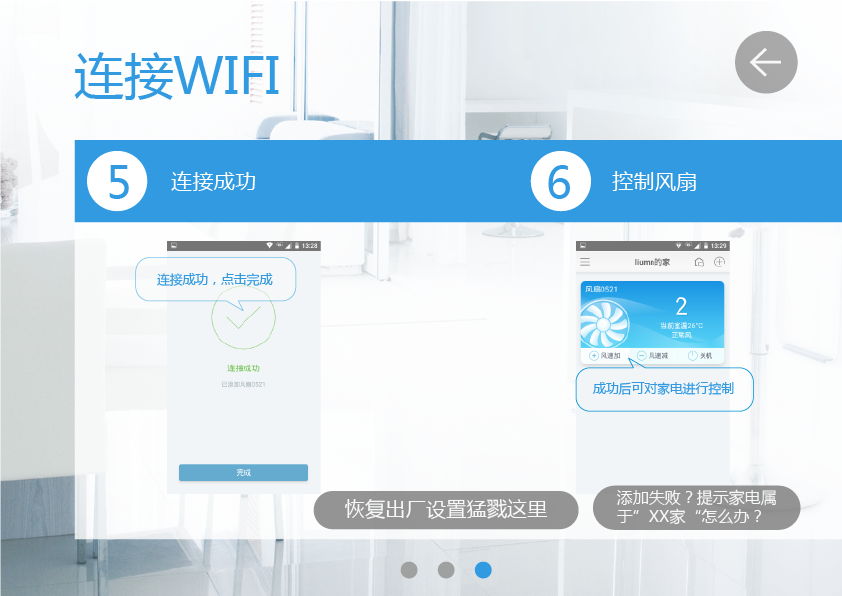 连接WIFI
5
连接成功
6
控制风扇
13:28
连接成功，点击完成
连接成功
已添加风扇0521
完成
13:29
liumn的家
风扇0521
2
当前室温26°C
正常风
风速加
风速减
关机
成功后可对家电进行控制
恢复出厂设置猛戳这里
添加失败？提示家电属
于”XX家“怎么办？